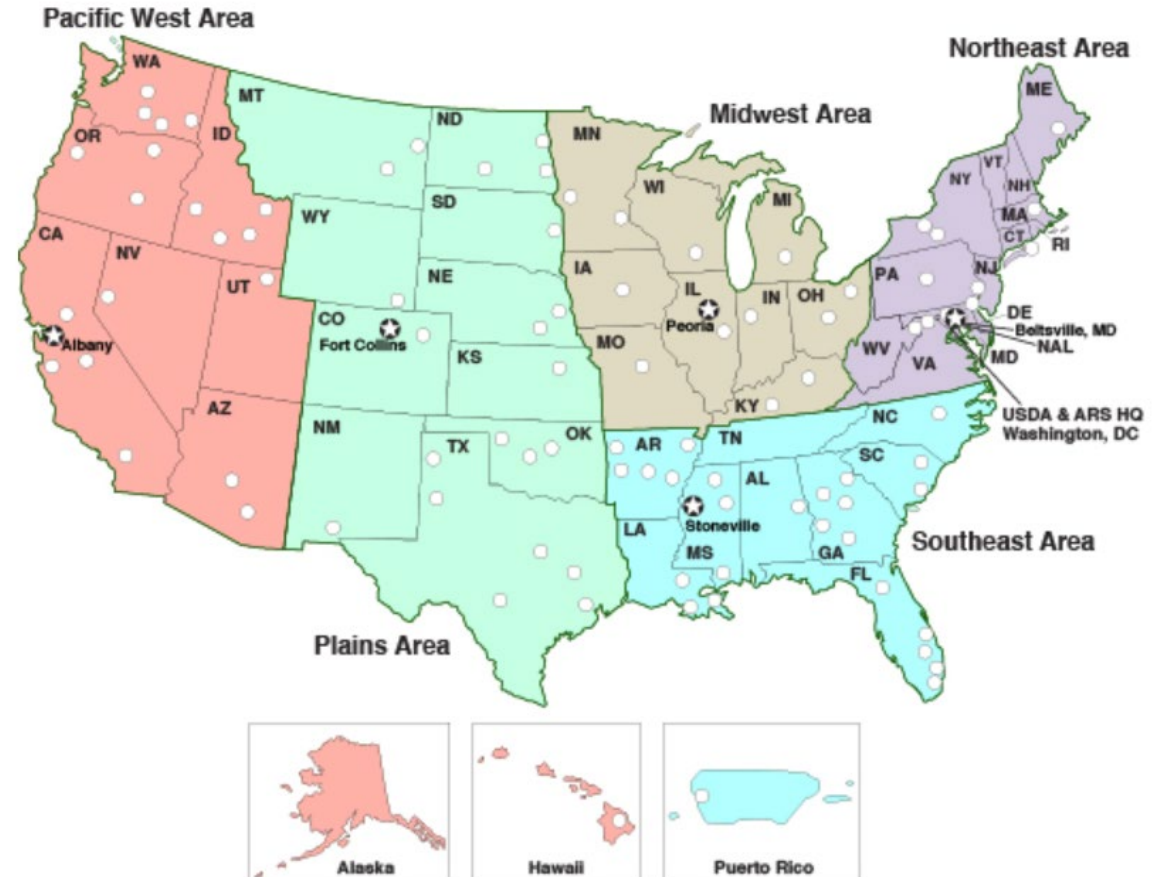 Pacific West Area
Northeast Area
WA
ME
MT
ND
Midwest Area
OR
ID
MN
VT
NY
WI
NH
MI
SD
WY
MA
CA
CT
RI
NV
IA
NE
PA
NJ
UT
IL
IN
OH
CO
DE
Peoria
Beltsville, MD
Albany
Fort Collins
MO
NAL
WV
MD
KS
VA
AZ
KY
NC
USDA & ARS HQ
NM
OK
TN
Washington, DC
TX
AR
SC
AL
LA
Stoneville
Southeast Area
MS
GA
FL
Plains Area
Alaska
Hawaii
Puerto Rico